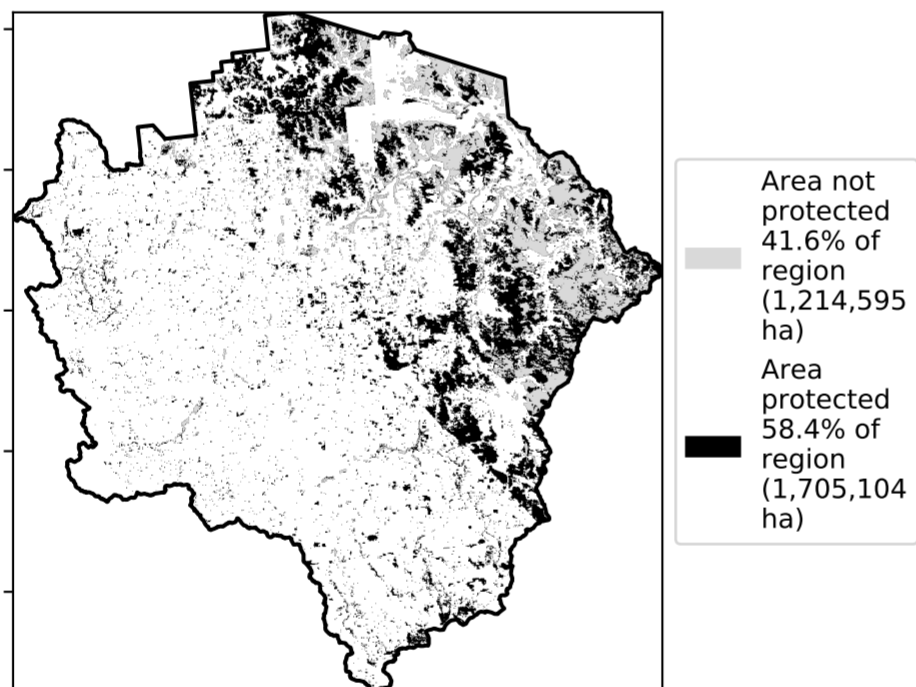 Area not
protected
41.6% of
region
(1,214,595
ha)
Area
protected
58.4% of
region
(1,705,104
ha)